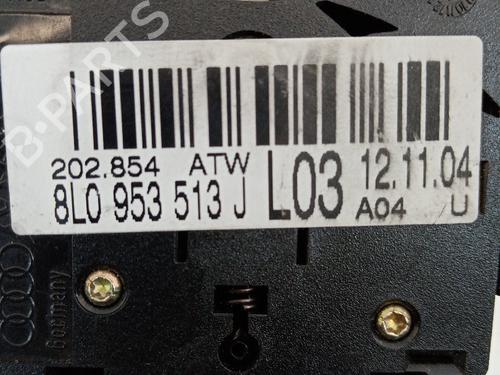 202.854 ATW L03 12.11.04
8L0 953 513 J A04 U
Germany
B-PARTS